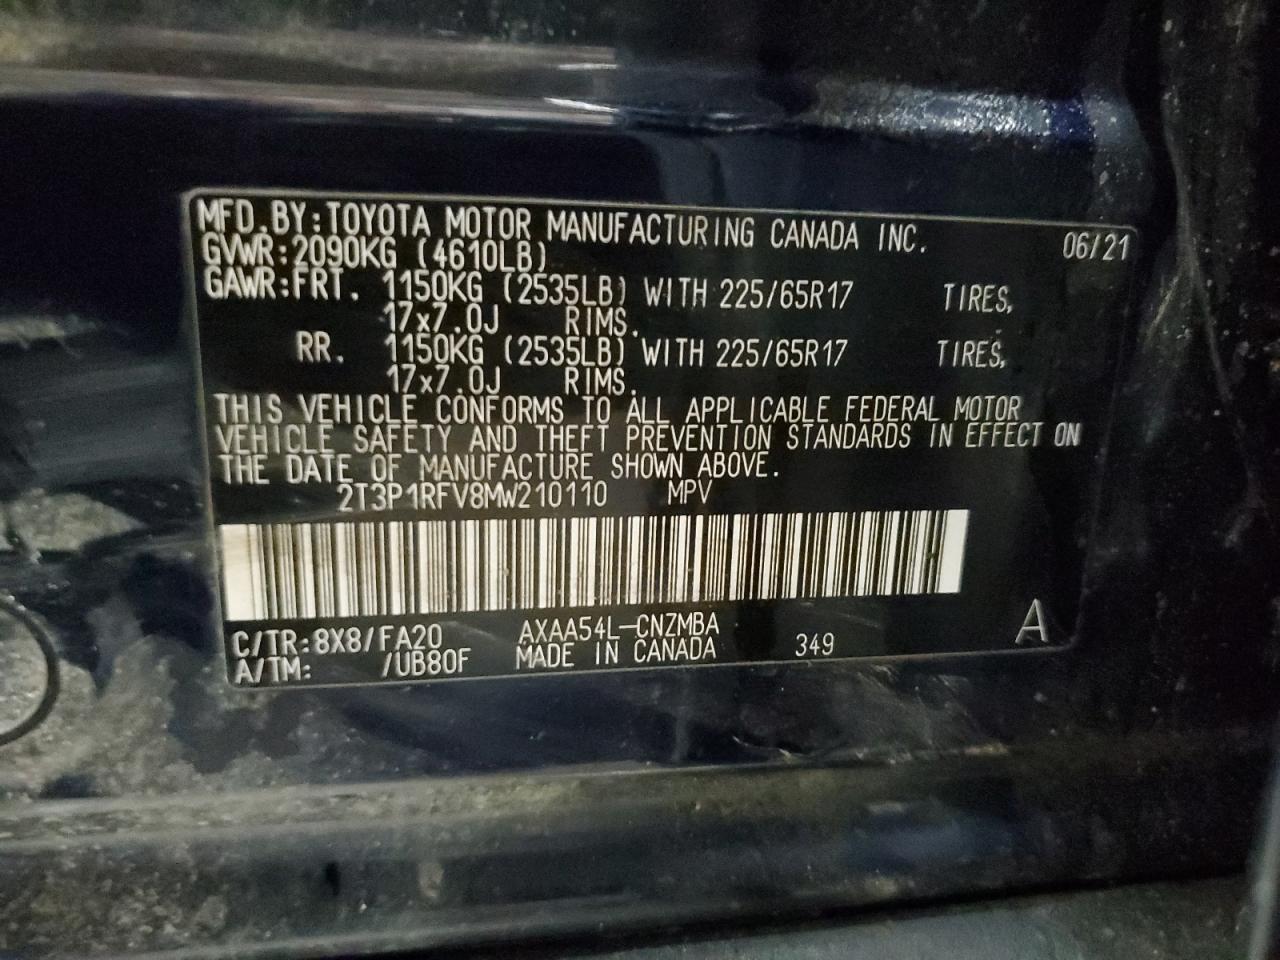 MFD.BY:TOYOTA MOTOR MANUFACTURING CANADA INC. 06/21
GVWR:2090KG (4610LB)
GAWR:FRT. 1150KG (2535LB) WITH 225/65R17 TIRES,
17x7.0J RIMS.
RR. 1150KG (2535LB) WITH 225/65R17 TIRES,
17x7.0J RIMS.
THIS VEHICLE CONFORMS TO ALL APPLICABLE FEDERAL MOTOR
VEHICLE SAFETY AND THEFT PREVENTION STANDARDS IN EFFECT ON
THE DATE OF MANUFACTURE SHOWN ABOVE.
2T3P1RFV8MW210110 MPV
C/TR:8X8/FA20 AXAA54L-CNZMBA 349 A
A/TM: /UB80F MADE IN CANADA